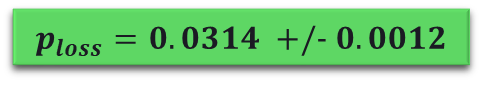 p_loss = 0.0314 +/- 0.0012